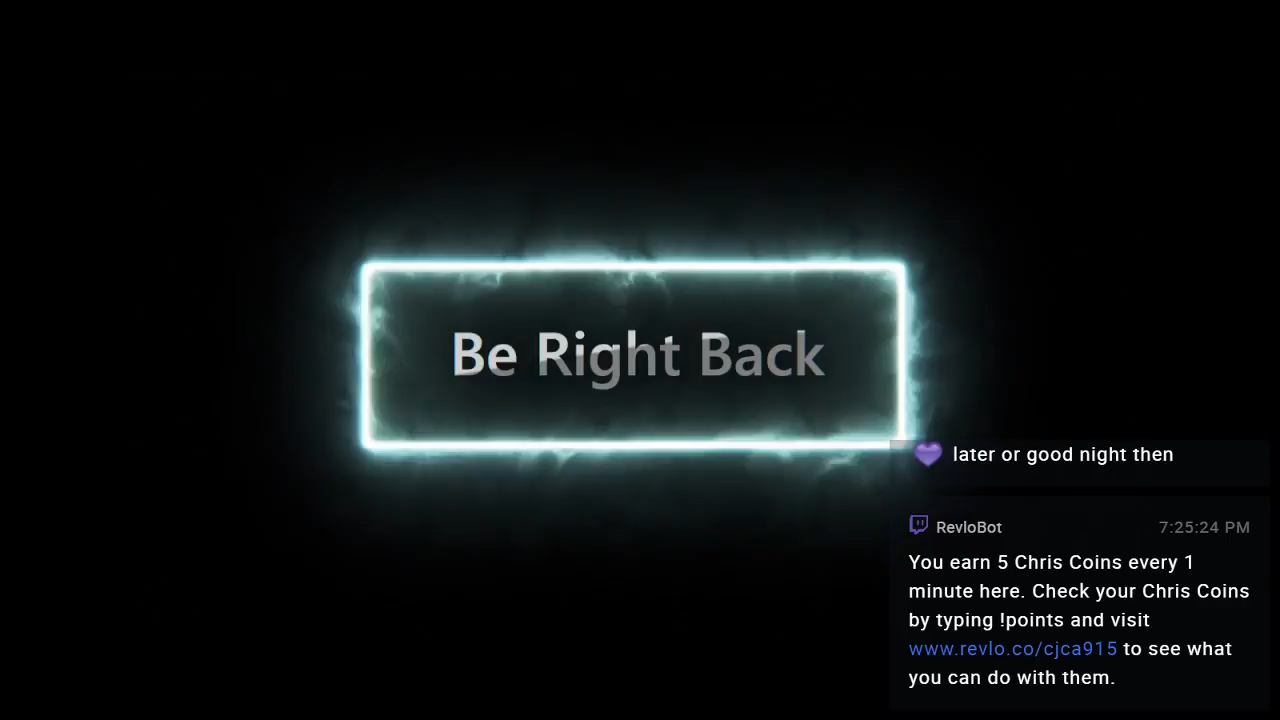 Be Right Back
later or good night then
RevloBot 7:25:24 PM
You earn 5 Chris Coins every 1
minute here. Check your Chris Coins
by typing !points and visit
www.revlo.co/cjca915 to see what
you can do with them.